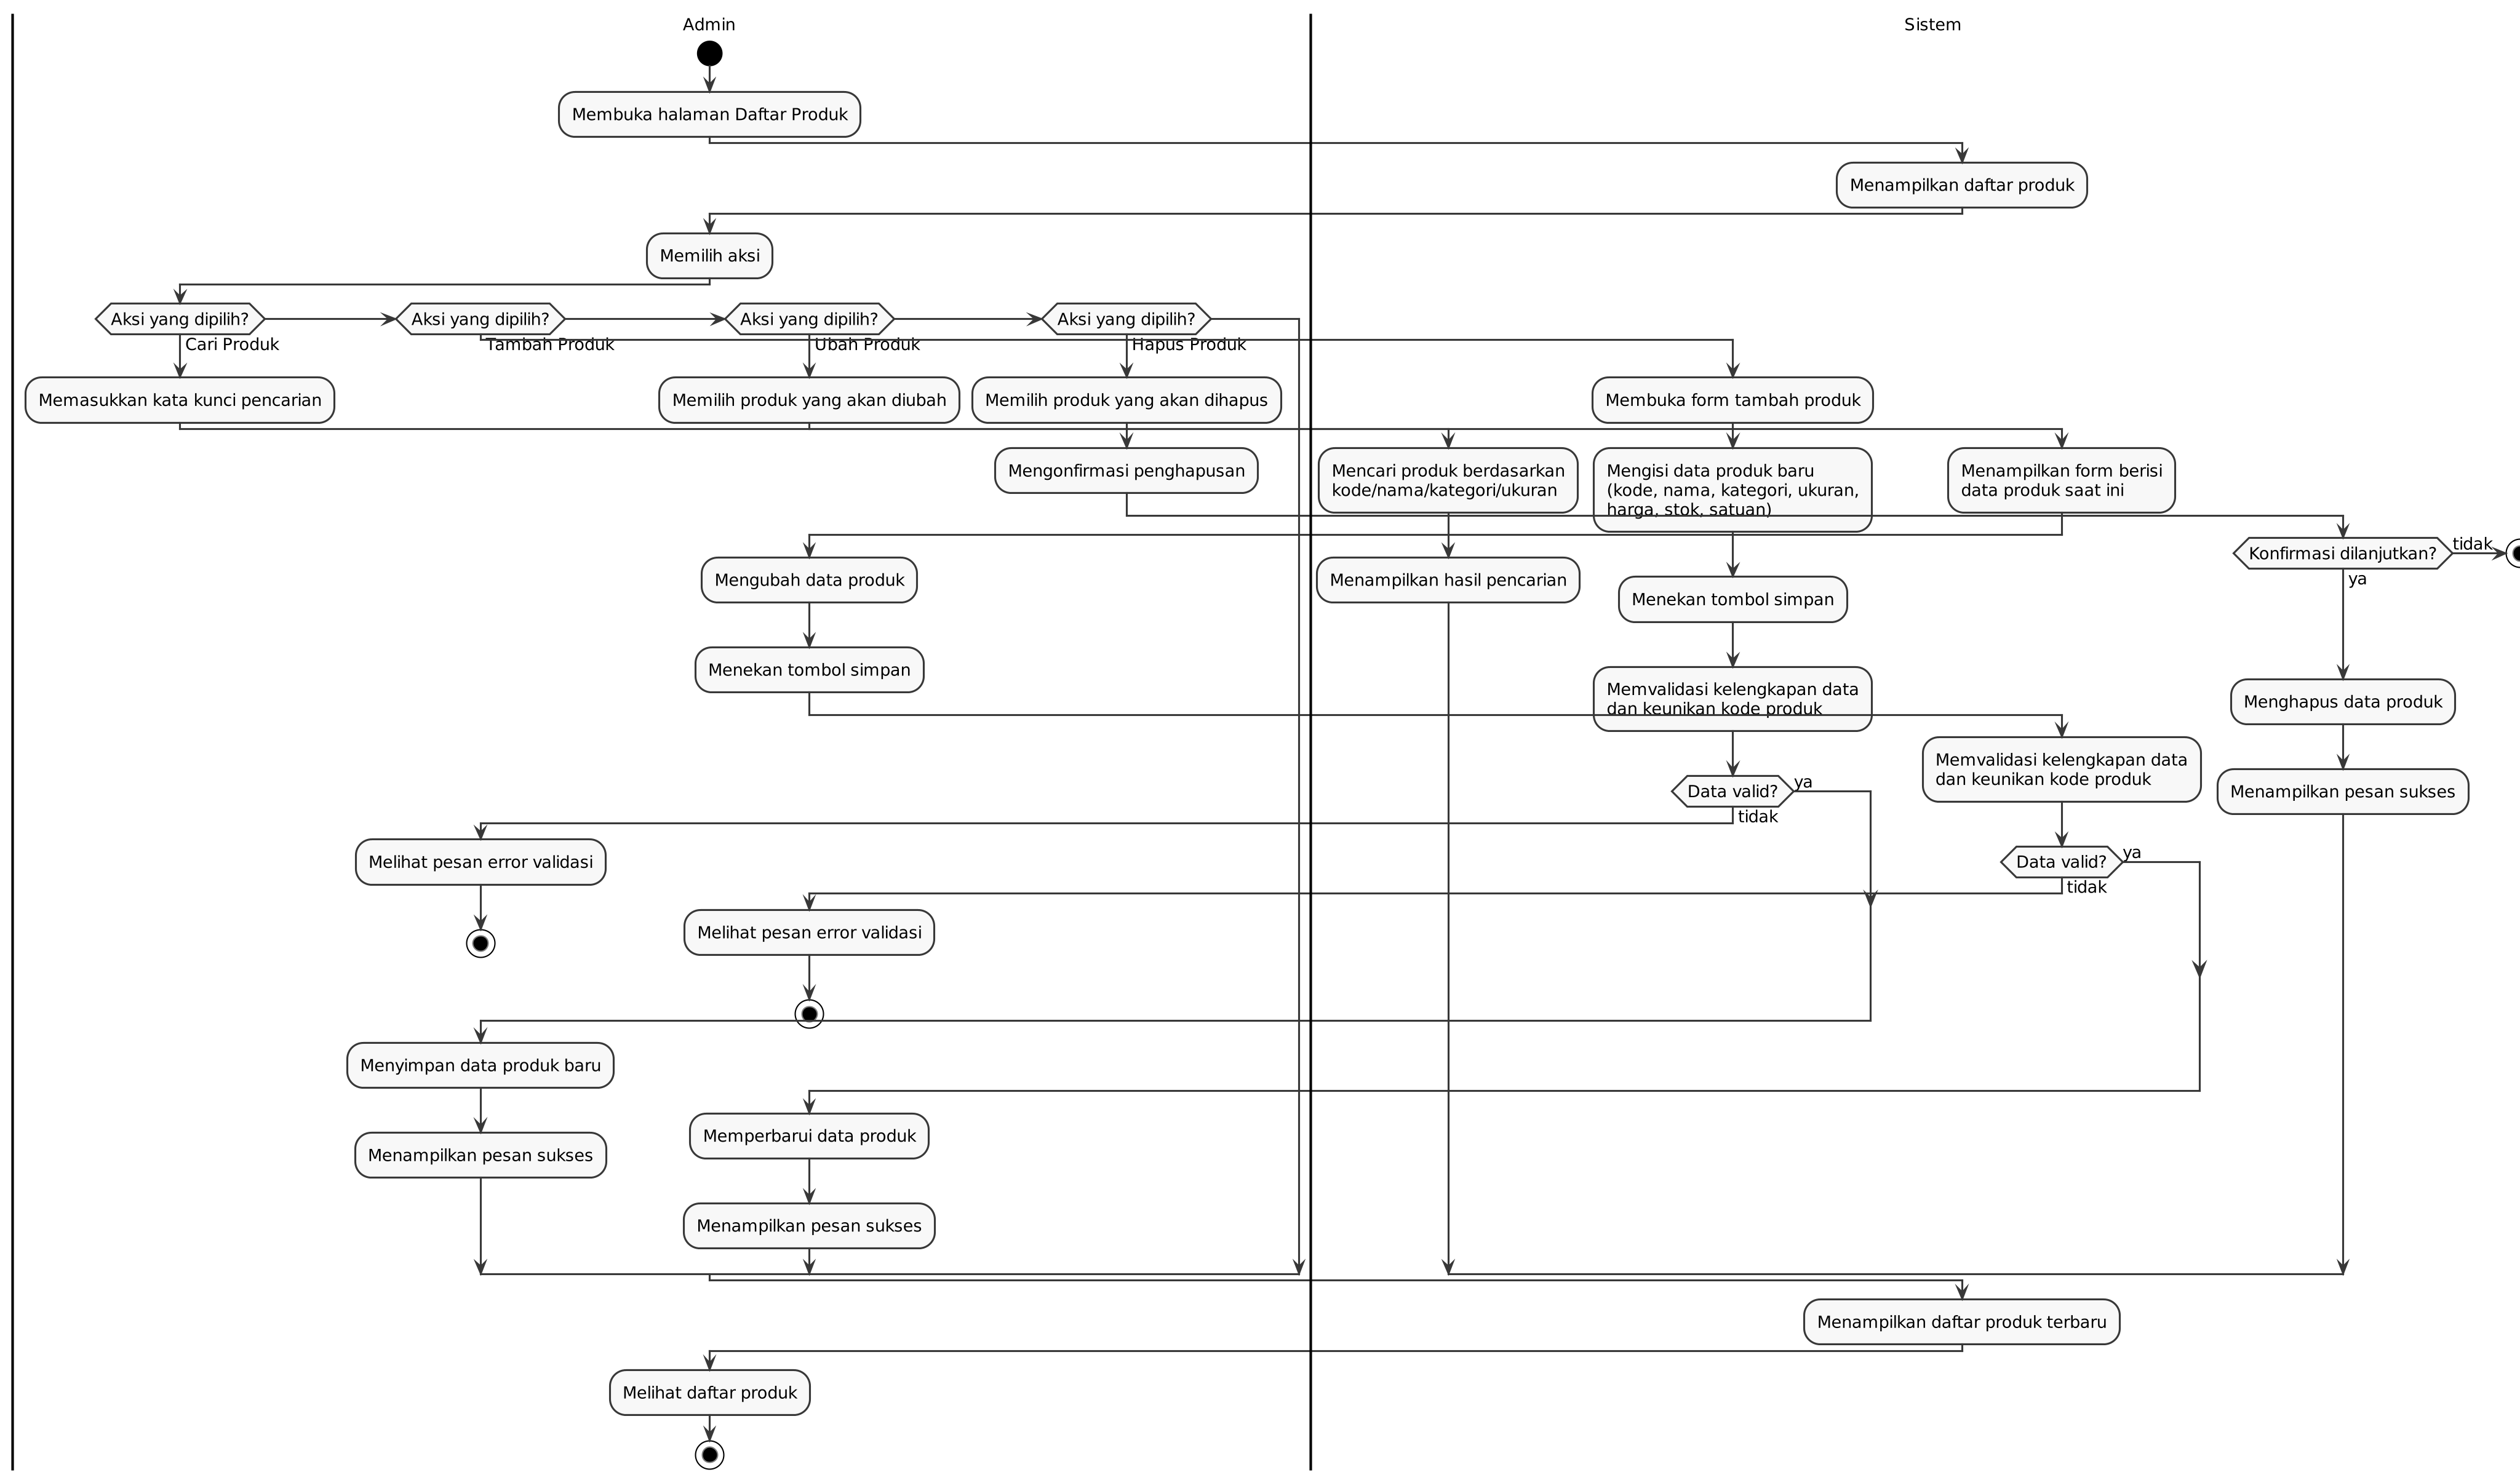 Admin
Sistem
Membuka halaman Daftar Produk
Menampilkan daftar produk
Memilih aksi
Aksi yang dipilih?
Aksi yang dipilih?
Aksi yang dipilih?
Aksi yang dipilih?
Cari Produk
Tambah Produk
Ubah Produk
Hapus Produk
Memasukkan kata kunci pencarian
Memilih produk yang akan diubah
Memilih produk yang akan dihapus
Membuka form tambah produk
Mengonfirmasi penghapusan
Mencari produk berdasarkan
kode/nama/kategori/ukuran
Mengisi data produk baru
(kode, nama, kategori, ukuran,
harga, stok, satuan)
Menampilkan form berisi
data produk saat ini
Konfirmasi dilanjutkan?
tidak
ya
Mengubah data produk
Menampilkan hasil pencarian
Menekan tombol simpan
Menekan tombol simpan
Memvalidasi kelengkapan data
dan keunikan kode produk
Menghapus data produk
Memvalidasi kelengkapan data
dan keunikan kode produk
Data valid?
ya
tidak
Menampilkan pesan sukses
Melihat pesan error validasi
Data valid?
ya
tidak
Melihat pesan error validasi
Menyimpan data produk baru
Memperbarui data produk
Menampilkan pesan sukses
Menampilkan pesan sukses
Menampilkan daftar produk terbaru
Melihat daftar produk